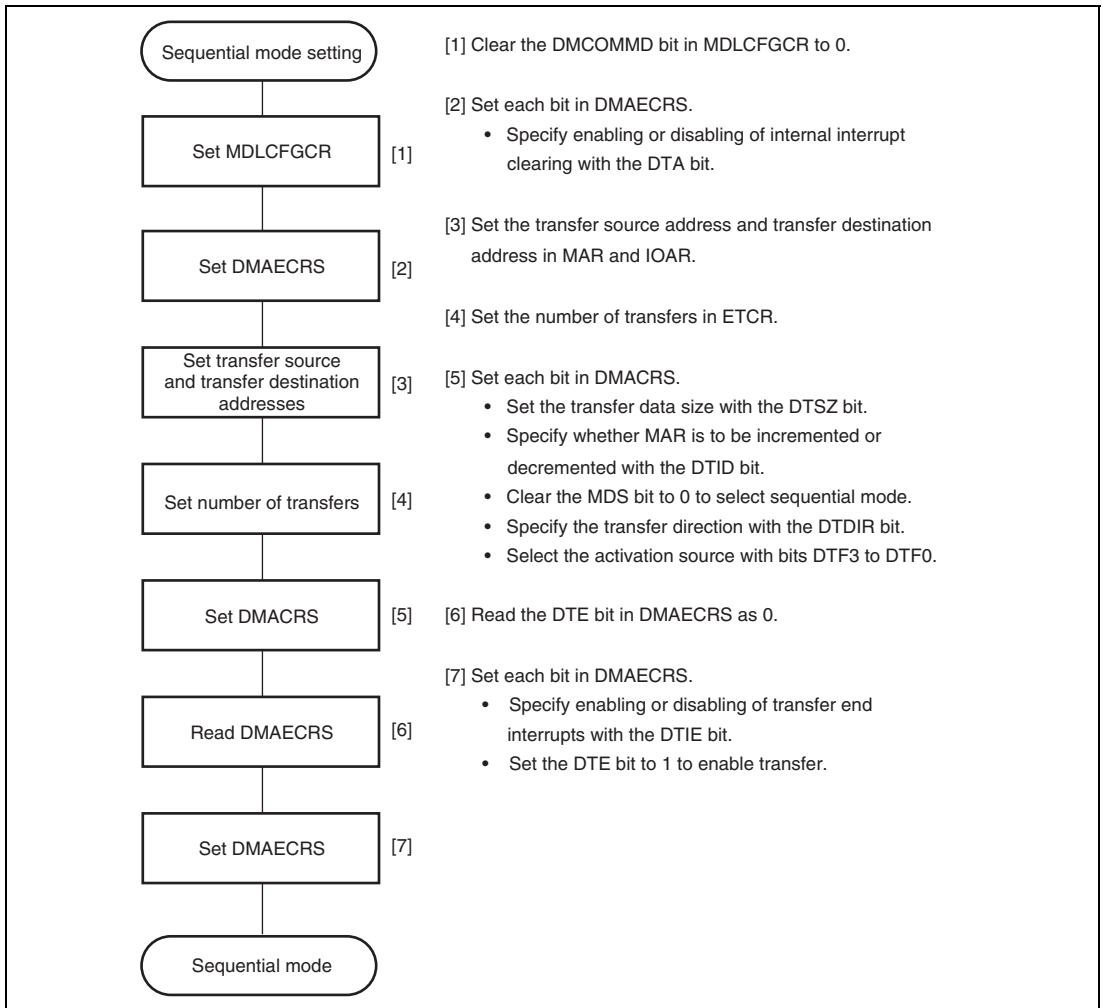 Sequential mode setting
Set MDLCFGCR [1]
Set DMAECRS [2]
Set transfer source
and transfer destination [3]
addresses
Set number of transfers [4]
Set DMACRS [5]
Read DMAECRS [6]
Set DMAECRS [7]
Sequential mode
[1] Clear the DMCOMMD bit in MDLCFGCR to 0.
[2] Set each bit in DMAECRS.
• Specify enabling or disabling of internal interrupt
clearing with the DTA bit.
[3] Set the transfer source address and transfer destination
address in MAR and IOAR.
[4] Set the number of transfers in ETCR.
[5] Set each bit in DMACRS.
• Set the transfer data size with the DTSZ bit.
• Specify whether MAR is to be incremented or
decremented with the DTID bit.
• Clear the MDS bit to 0 to select sequential mode.
• Specify the transfer direction with the DTDIR bit.
• Select the activation source with bits DTF3 to DTF0.
[6] Read the DTE bit in DMAECRS as 0.
[7] Set each bit in DMAECRS.
• Specify enabling or disabling of transfer end
interrupts with the DTIE bit.
• Set the DTE bit to 1 to enable transfer.